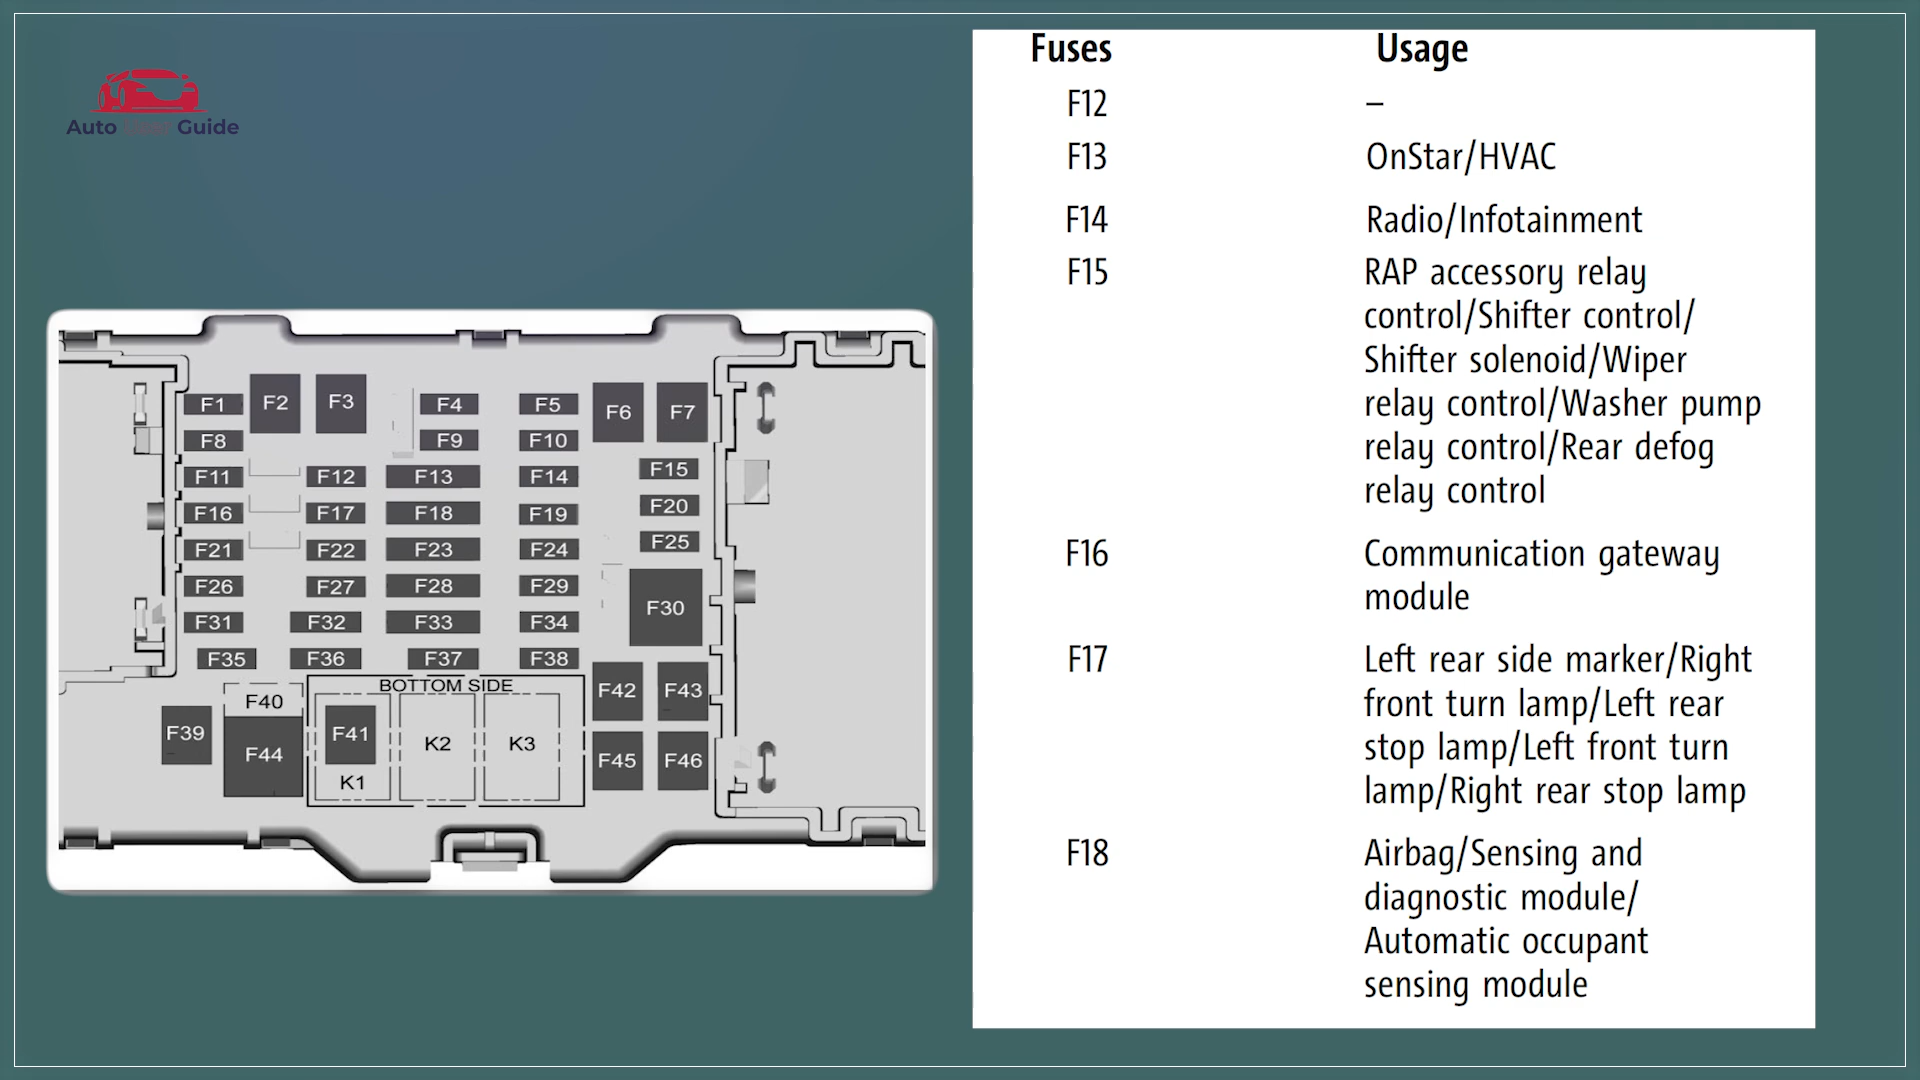 Auto User Guide
F1 F2 F3 F4 F5 F6 F7
F8 F9 F10
F11 F12 F13 F14 F15
F16 F17 F18 F19 F20
F21 F22 F23 F24 F25
F26 F27 F28 F29 F30
F31 F32 F33 F34
F35 F36 F37 F38
BOTTOM SIDE
F40 F42 F43
F39 F44 F41 K2 K3 F45 F46
K1
Fuses Usage
F12 –
F13 OnStar/HVAC
F14 Radio/Infotainment
F15 RAP accessory relay
control/Shifter control/
Shifter solenoid/Wiper
relay control/Washer pump
relay control/Rear defog
relay control
F16 Communication gateway
module
F17 Left rear side marker/Right
front turn lamp/Left rear
stop lamp/Left front turn
lamp/Right rear stop lamp
F18 Airbag/Sensing and
diagnostic module/
Automatic occupant
sensing module